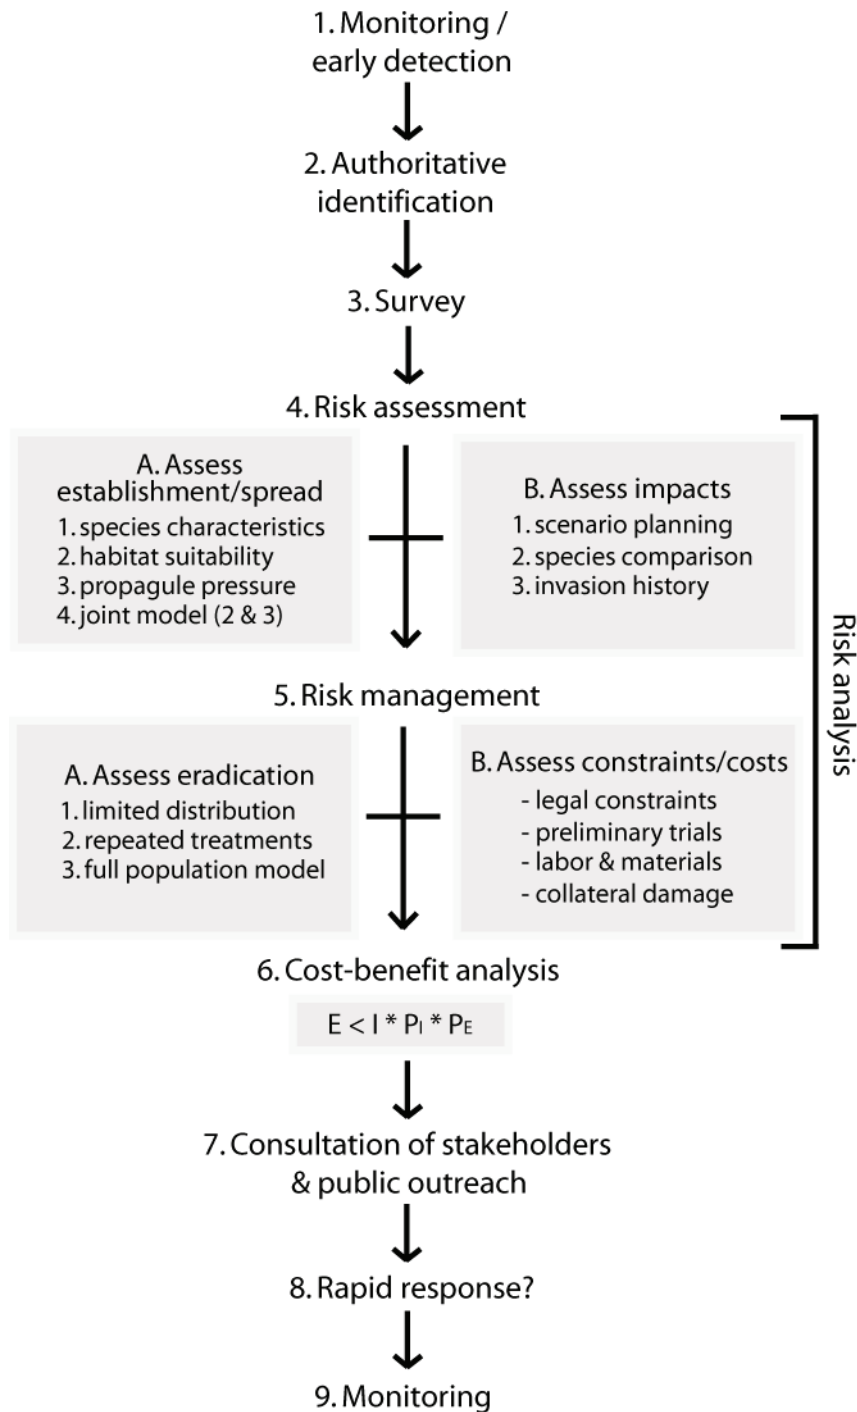 1. Monitoring /
early detection
2. Authoritative
identification
3. Survey
4. Risk assessment
A. Assess
establishment/spread
1. species characteristics
2. habitat suitability
3. propagule pressure
4. joint model (2 & 3)
B. Assess impacts
1. scenario planning
2. species comparison
3. invasion history
Risk analysis
5. Risk management
A. Assess eradication
1. limited distribution
2. repeated treatments
3. full population model
B. Assess constraints/costs
- legal constraints
- preliminary trials
- labor & materials
- collateral damage
6. Cost-benefit analysis
E < I * PI * PE
7. Consultation of stakeholders
& public outreach
8. Rapid response?
9. Monitoring